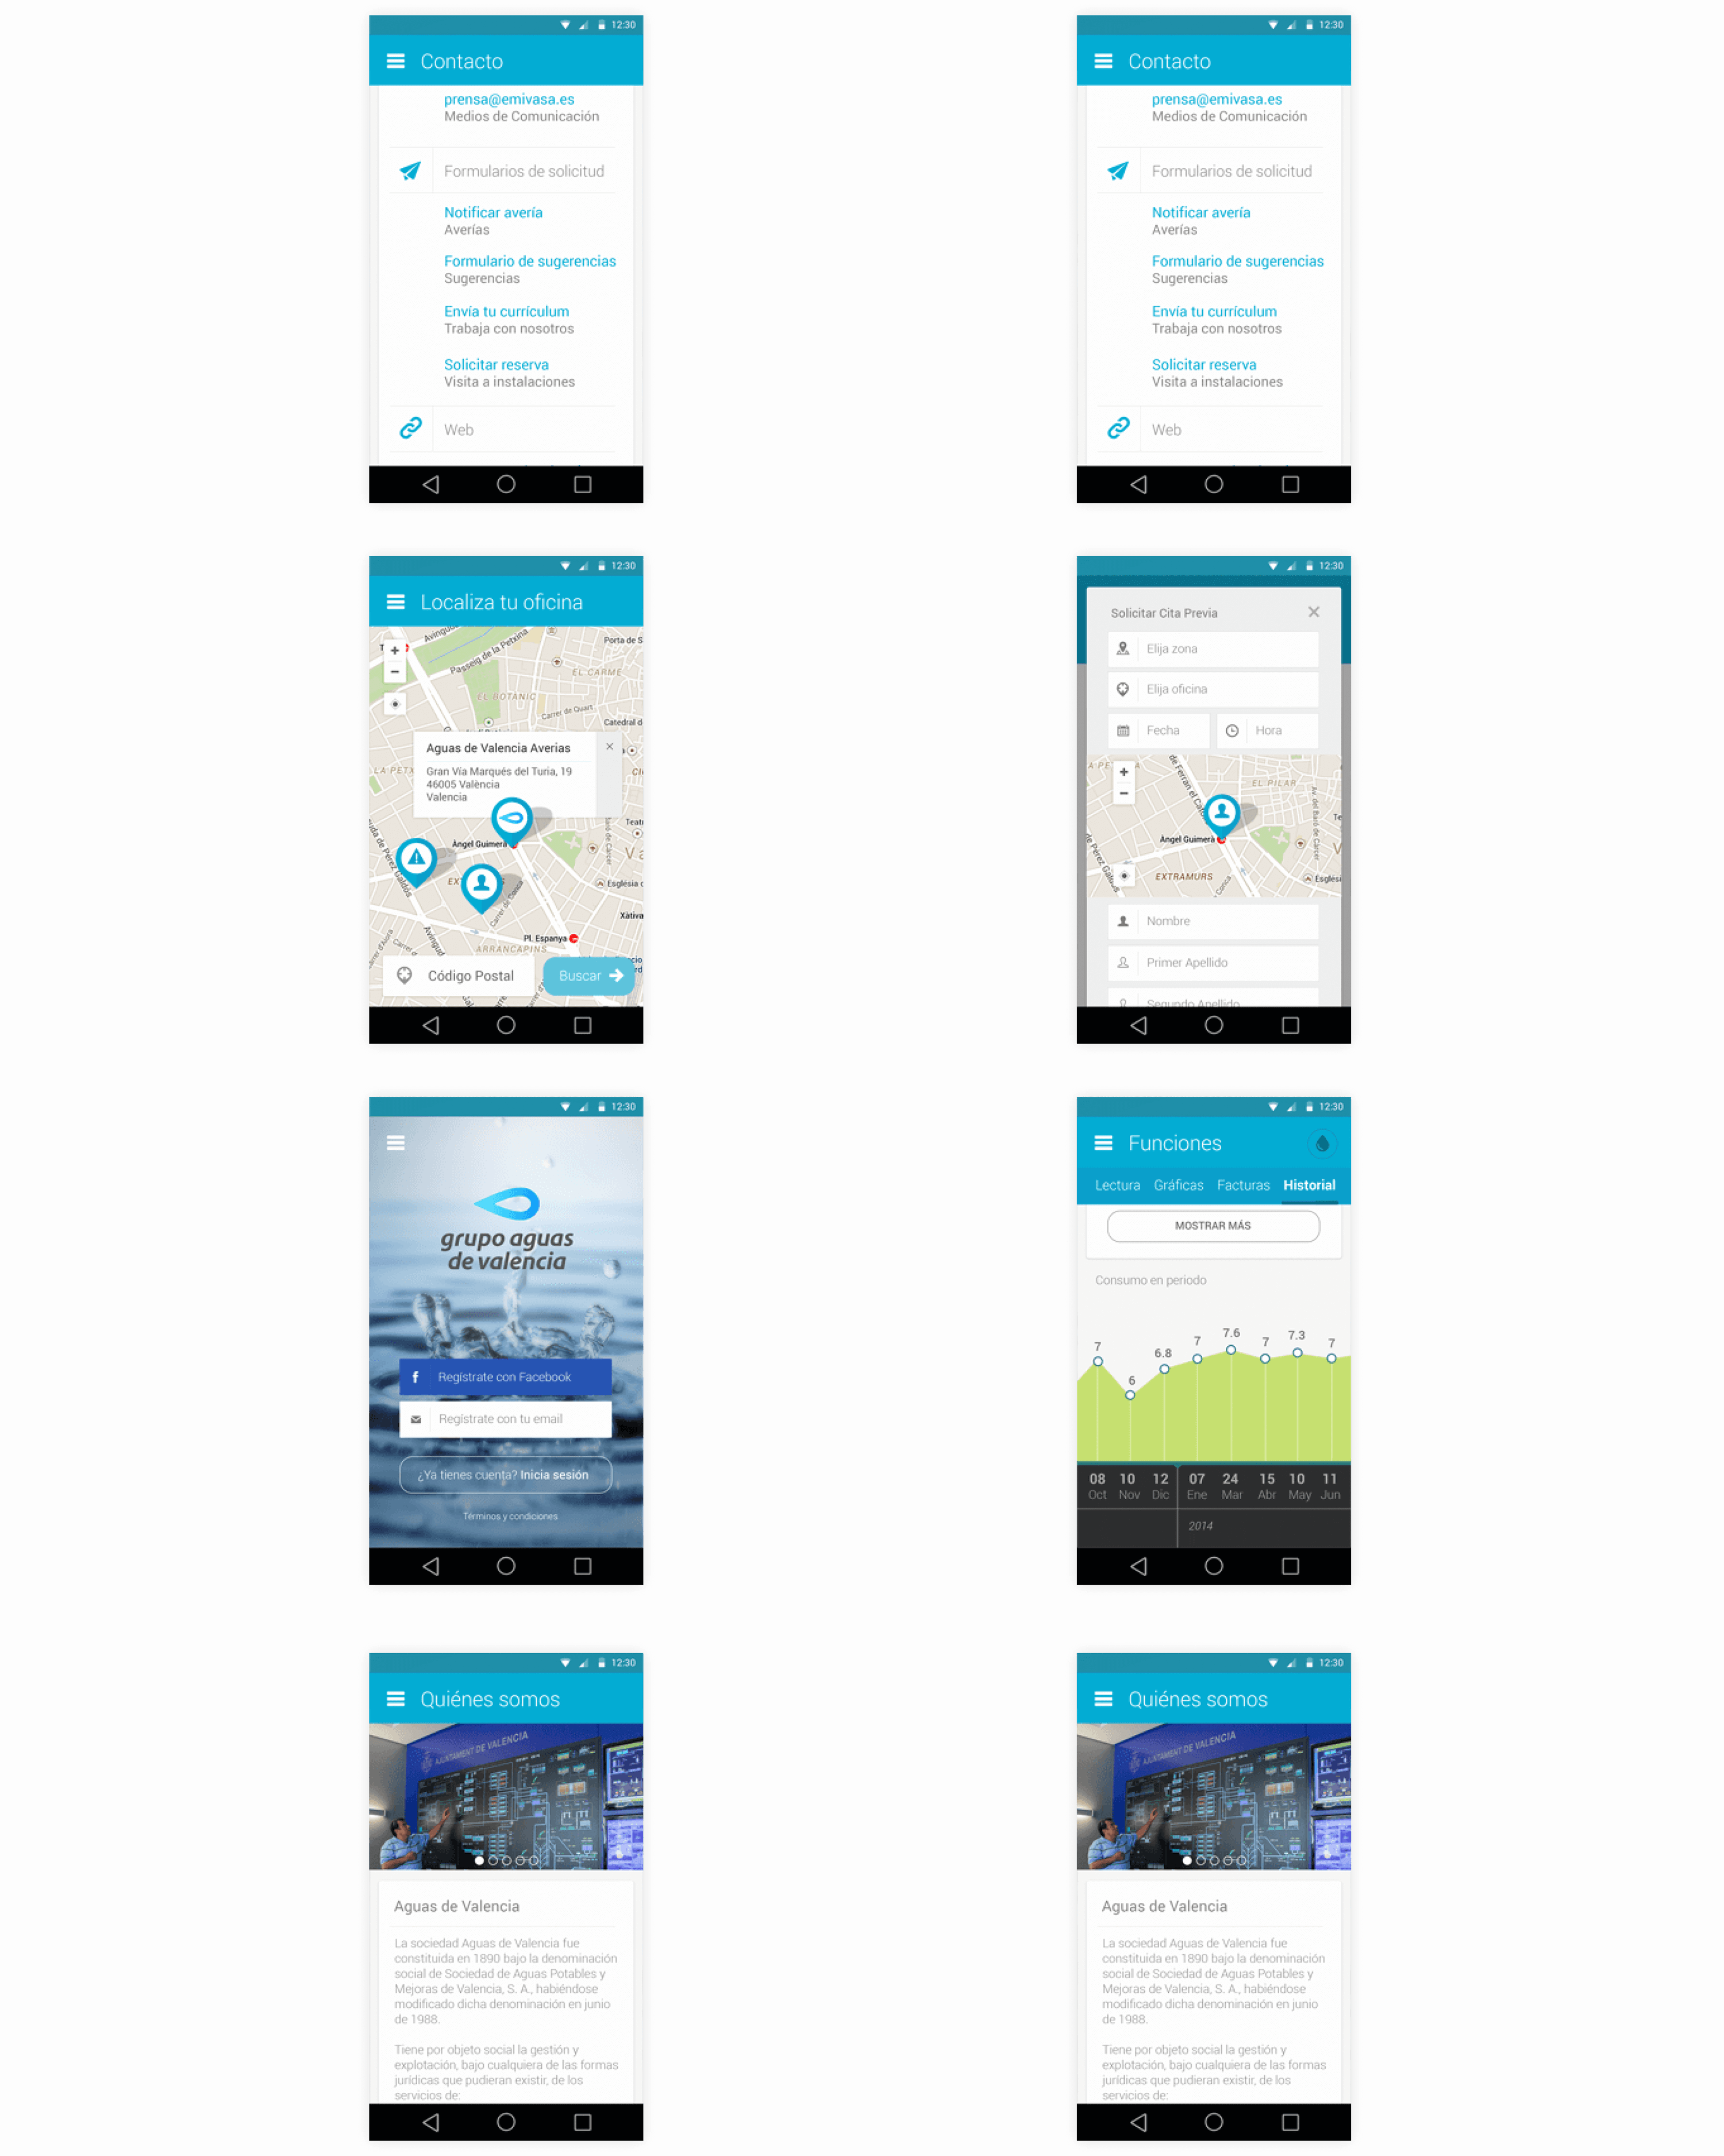 12:30
Contacto
prensa@emivasa.es
Medios de Comunicación
Formularios de solicitud
Notificar avería
Averías
Formulario de sugerencias
Sugerencias
Envía tu currículum
Trabaja con nosotros
Solicitar reserva
Visita a instalaciones
Web
12:30
Contacto
prensa@emivasa.es
Medios de Comunicación
Formularios de solicitud
Notificar avería
Averías
Formulario de sugerencias
Sugerencias
Envía tu currículum
Trabaja con nosotros
Solicitar reserva
Visita a instalaciones
Web
12:30
Localiza tu oficina
Passeig de la Petxina
Porta de S
EL CARME
EL BOTÀNIC
Carrer de Quart
Catedral d
Aguas de Valencia Averias
Gran Vía Marqués del Turia, 19
46005 València
Valencia
LA PETX
Àngel Guimerà
Església
Xàtiva
Pl. Espanya
ARRANCAPINS
Código Postal
Buscar
12:30
Solicitar Cita Previa
Elija zona
Elija oficina
Fecha
Hora
EL PILAR
Àngel Guimerà
EXTRAMURS
Nombre
Primer Apellido
Segundo Apellido
12:30
grupo aguas
de valencia
Regístrate con Facebook
Regístrate con tu email
¿Ya tienes cuenta? Inicia sesión
Términos y condiciones
12:30
Funciones
Lectura Gráficas Facturas Historial
MOSTRAR MÁS
Consumo en periodo
7 6 6.8 7 7.6 7 7.3 7
08 10 12 07 24 15 10 11
Oct Nov Dic Ene Mar Abr May Jun
2014
12:30
Quiénes somos
AJUNTAMENT DE VALENCIA
Aguas de Valencia
La sociedad Aguas de Valencia fue
constituida en 1890 bajo la denominación
social de Sociedad de Aguas Potables y
Mejoras de Valencia, S. A., habiéndose
modificado dicha denominación en junio
de 1988.
Tiene por objeto social la gestión y
explotación, bajo cualquiera de las formas
jurídicas que pudieran existir, de los
servicios de:
12:30
Quiénes somos
AJUNTAMENT DE VALENCIA
Aguas de Valencia
La sociedad Aguas de Valencia fue
constituida en 1890 bajo la denominación
social de Sociedad de Aguas Potables y
Mejoras de Valencia, S. A., habiéndose
modificado dicha denominación en junio
de 1988.
Tiene por objeto social la gestión y
explotación, bajo cualquiera de las formas
jurídicas que pudieran existir, de los
servicios de: